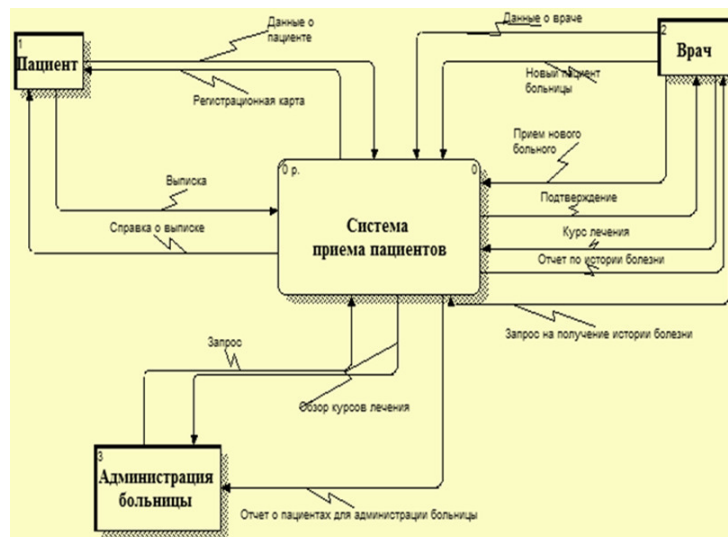 Данные о
пациенте
Данные о враче
1
Пациент
2
Врач
Регистрационная карта
Новый пациент
больницы
Прием нового
больного
0 р.
0
Выписка
Подтверждение
Справка о выписке
Система
приема пациентов
Курс лечения
Отчет по истории болезни
Запрос
Запрос на получение истории болезни
Обзор курсов лечения
3
Администрация
больницы
Отчет о пациентах для администрации больницы